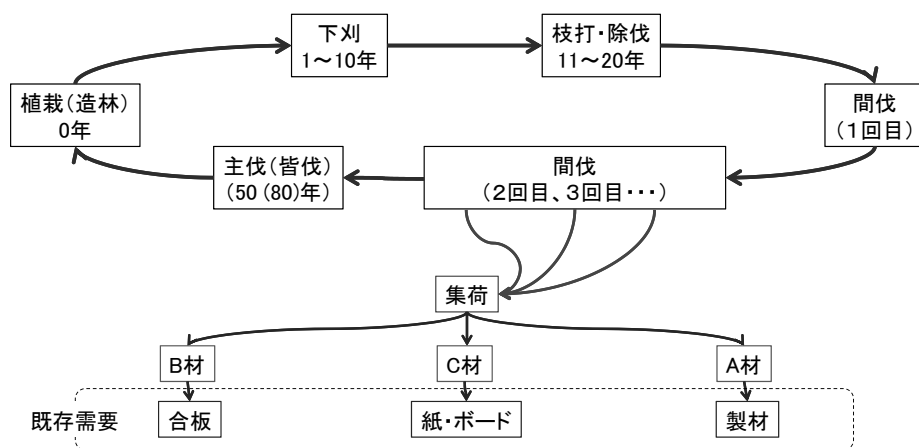 下刈
1～10年
枝打・除伐
11～20年
植栽（造林）
0年
間伐
（1回目）
主伐（皆伐）
（50（80）年）
間伐
（２回目、３回目・・・）
集荷
B材
C材
A材
既存需要
合板
紙・ボード
製材